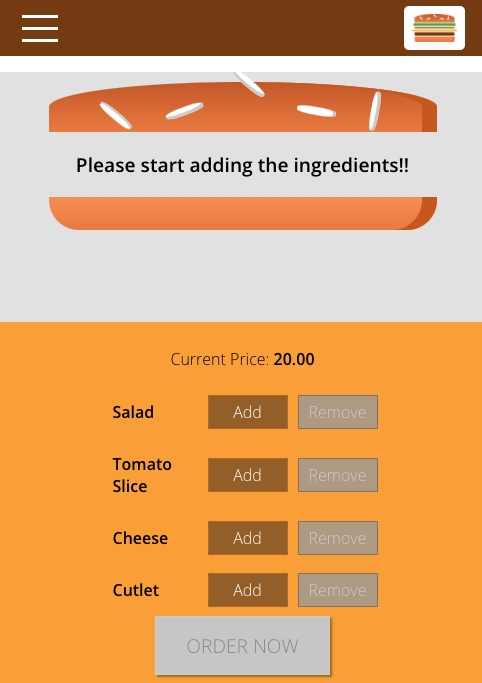 Please start adding the ingredients!!
Current Price: 20.00
Salad Add Remove
Tomato
Slice Add Remove
Cheese Add Remove
Cutlet Add Remove
ORDER NOW